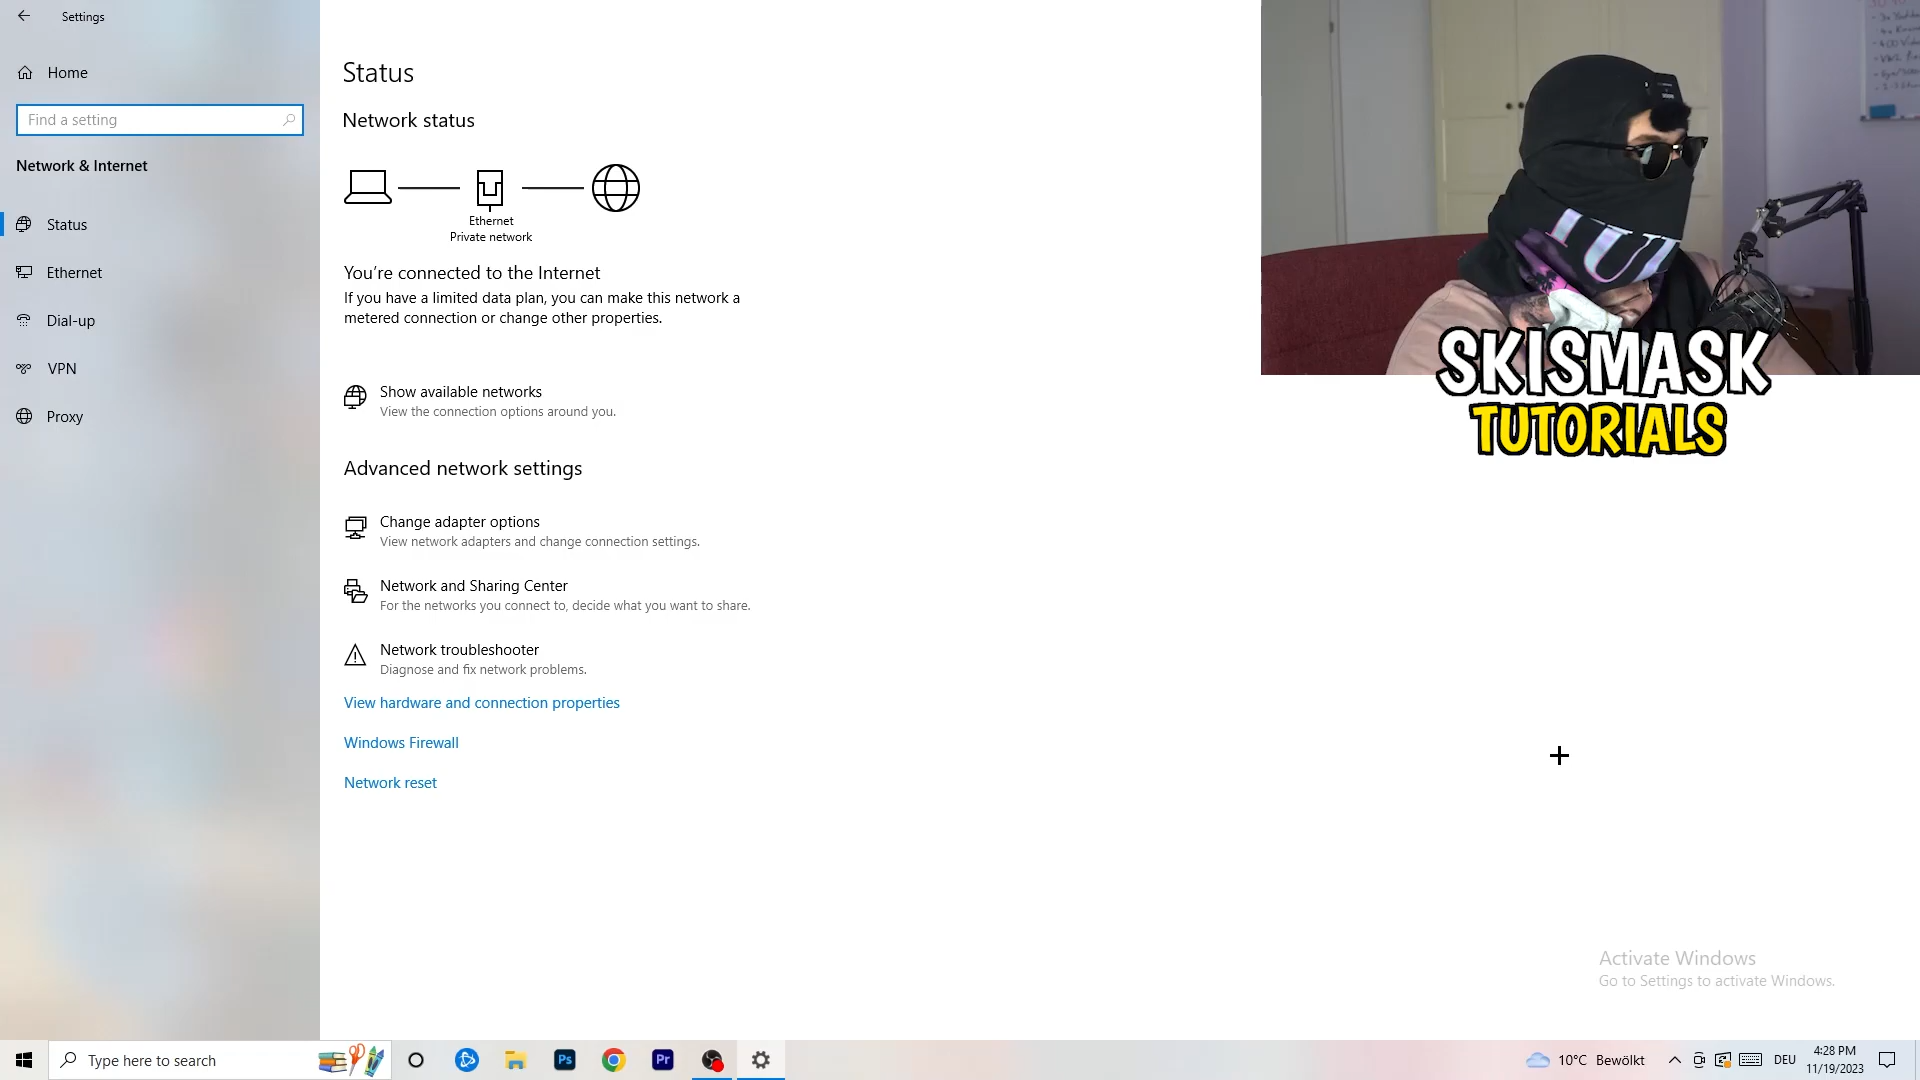 Settings
Home
Find a setting
Network & Internet
Status
Ethernet
Dial-up
VPN
Proxy
Status
Network status
Ethernet
Private network
You're connected to the Internet
If you have a limited data plan, you can make this network a
metered connection or change other properties.
Show available networks
View the connection options around you.
Advanced network settings
Change adapter options
View network adapters and change connection settings.
Network and Sharing Center
For the networks you connect to, decide what you want to share.
Network troubleshooter
Diagnose and fix network problems.
View hardware and connection properties
Windows Firewall
Network reset
SKISMASK
TUTORIALS
Activate Windows
Go to Settings to activate Windows.
Type here to search
Ps
Pr
10°C Bewölkt
DEU
4:28 PM
11/19/2023